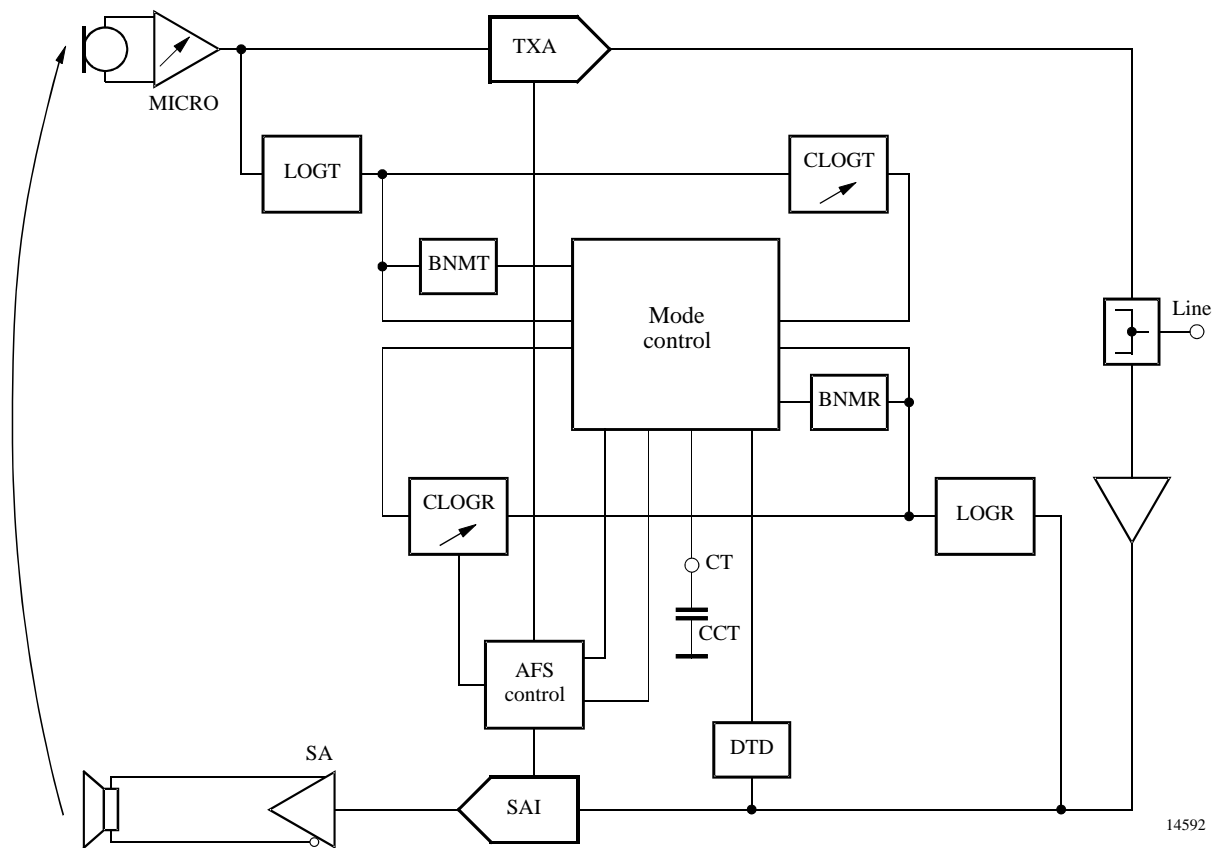 TXA
MICRO
LOGT
CLOGT
BNMT
Mode
control
Line
BNMR
CLOGR
LOGR
CT
CCT
AFS
control
DTD
SA
SAI
14592